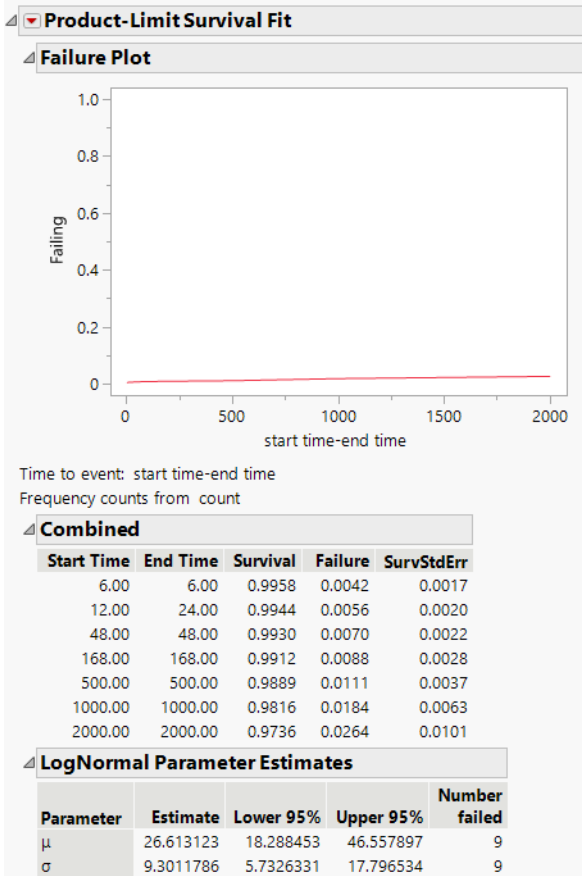 Product-Limit Survival Fit
Failure Plot
1.0
0.8
0.6
0.4
0.2
0
Failing
0 500 1000 1500 2000
start time-end time
Time to event: start time-end time
Frequency counts from count
Combined
Start Time End Time Survival Failure SurvStdErr
6.00 6.00 0.9958 0.0042 0.0017
12.00 24.00 0.9944 0.0056 0.0020
48.00 48.00 0.9930 0.0070 0.0022
168.00 168.00 0.9912 0.0088 0.0028
500.00 500.00 0.9889 0.0111 0.0037
1000.00 1000.00 0.9816 0.0184 0.0063
2000.00 2000.00 0.9736 0.0264 0.0101
LogNormal Parameter Estimates
Number
Parameter Estimate Lower 95% Upper 95% failed
μ 26.613123 18.288453 46.557897 9
σ 9.3011786 5.7326331 17.796534 9